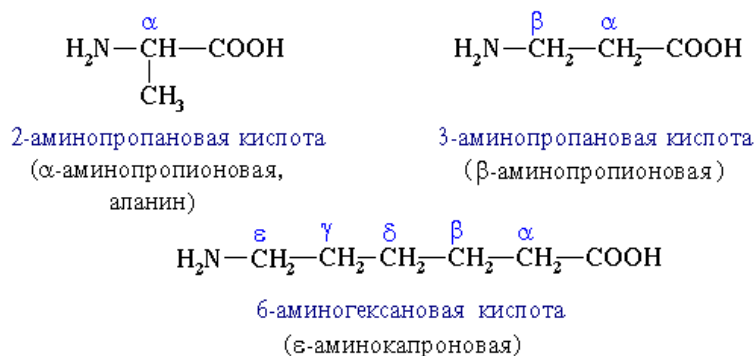 α
H₂N—CH—COOH
CH₃
2-аминопропановая кислота
(α-аминопропионовая,
аланин)
β α
H₂N—CH₂—CH₂—COOH
3-аминопропановая кислота
(β-аминопропионовая)
ε γ δ β α
H₂N—CH₂—CH₂—CH₂—CH₂—CH₂—COOH
6-аминогексановая кислота
(ε-аминокапроновая)